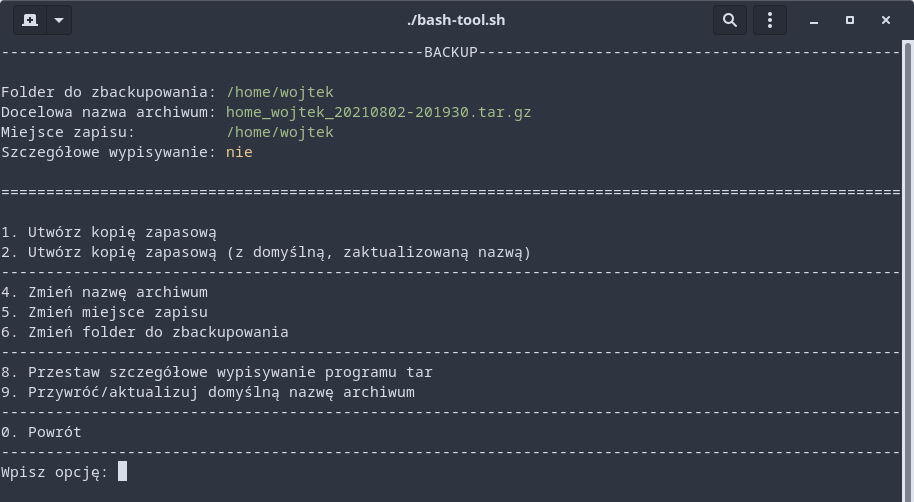 ./bash-tool.sh
-----------------------------------------------BACKUP-----------------------------------------------
Folder do zbackupowania: /home/wojtek
Docelowa nazwa archiwum: home_wojtek_20210802-201930.tar.gz
Miejsce zapisu: /home/wojtek
Szczegółowe wypisywanie: nie
====================================================================================================
1. Utwórz kopię zapasową
2. Utwórz kopię zapasową (z domyślną, zaktualizowaną nazwą)
----------------------------------------------------------------------------------------------------
4. Zmień nazwę archiwum
5. Zmień miejsce zapisu
6. Zmień folder do zbackupowania
----------------------------------------------------------------------------------------------------
8. Przestaw szczegółowe wypisywanie programu tar
9. Przywróć/aktualizuj domyślną nazwę archiwum
----------------------------------------------------------------------------------------------------
0. Powrót
----------------------------------------------------------------------------------------------------
Wpisz opcję: